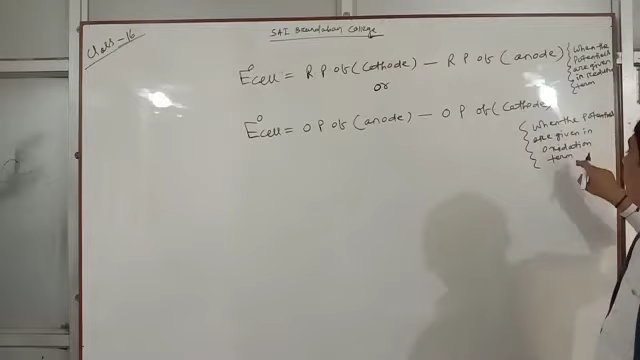 Class-16
SAI Beandaban College
E°cell = R P of (Cathode) - R P of (anode) { When the
Potentials
are given
in reduction
term
or
E°cell = O P of (anode) - O P of (Cathode)
{ When the Potentials
are given in
oxidation
term